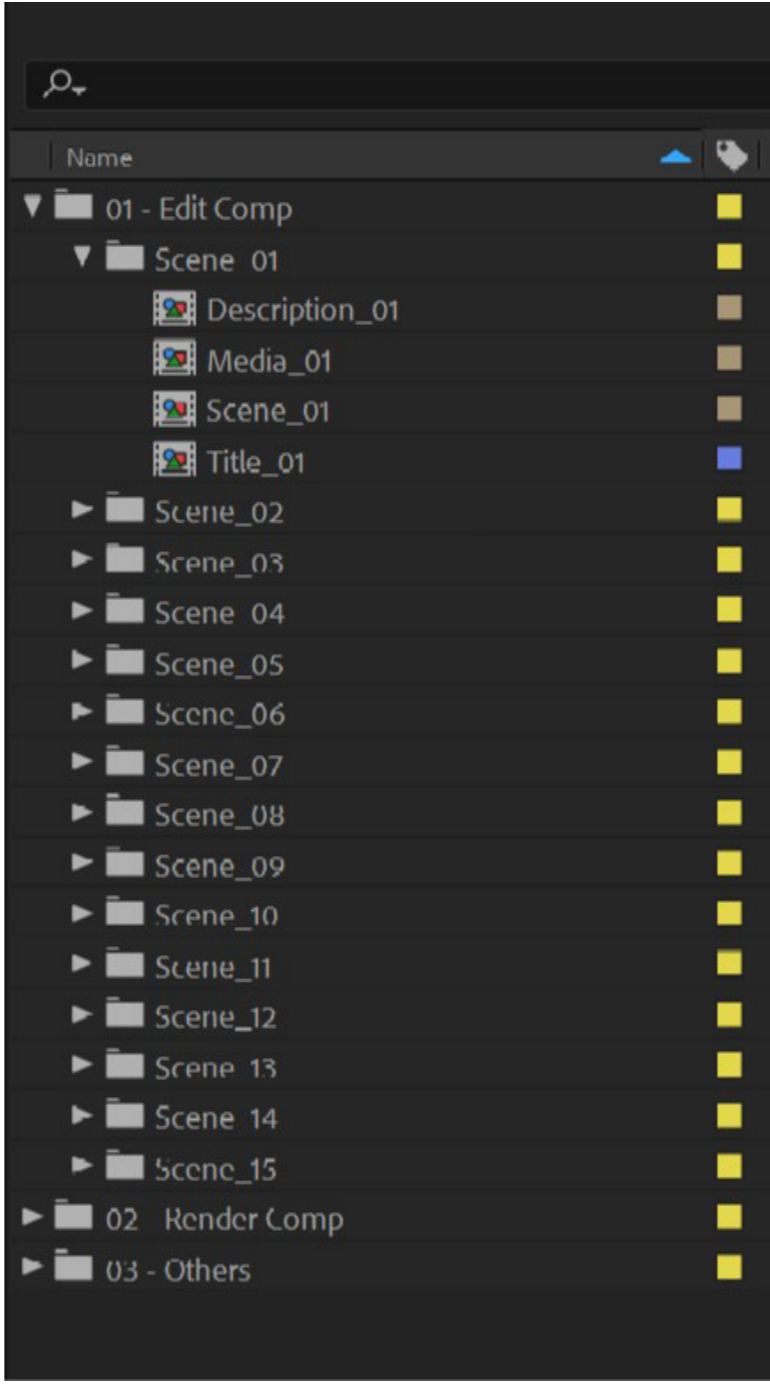 Name
01 - Edit Comp
Scene_01
Description_01
Media_01
Scene_01
Title_01
Scene_02
Scene_03
Scene_04
Scene_05
Scene_06
Scene_07
Scene_08
Scene_09
Scene_10
Scene_11
Scene_12
Scene_13
Scene_14
Scene_15
02 - Render Comp
03 - Others